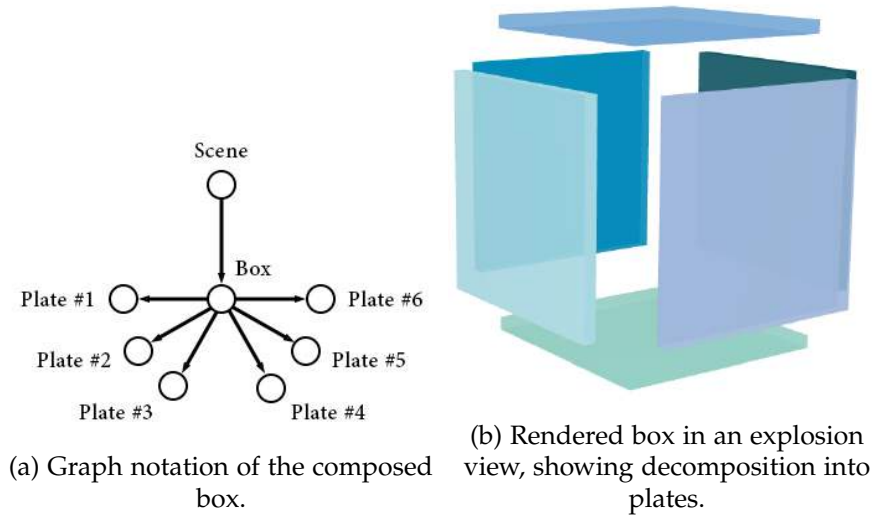 Scene
Box
Plate #1
Plate #6
Plate #2
Plate #5
Plate #3
Plate #4
(a) Graph notation of the composed
box.
(b) Rendered box in an explosion
view, showing decomposition into
plates.